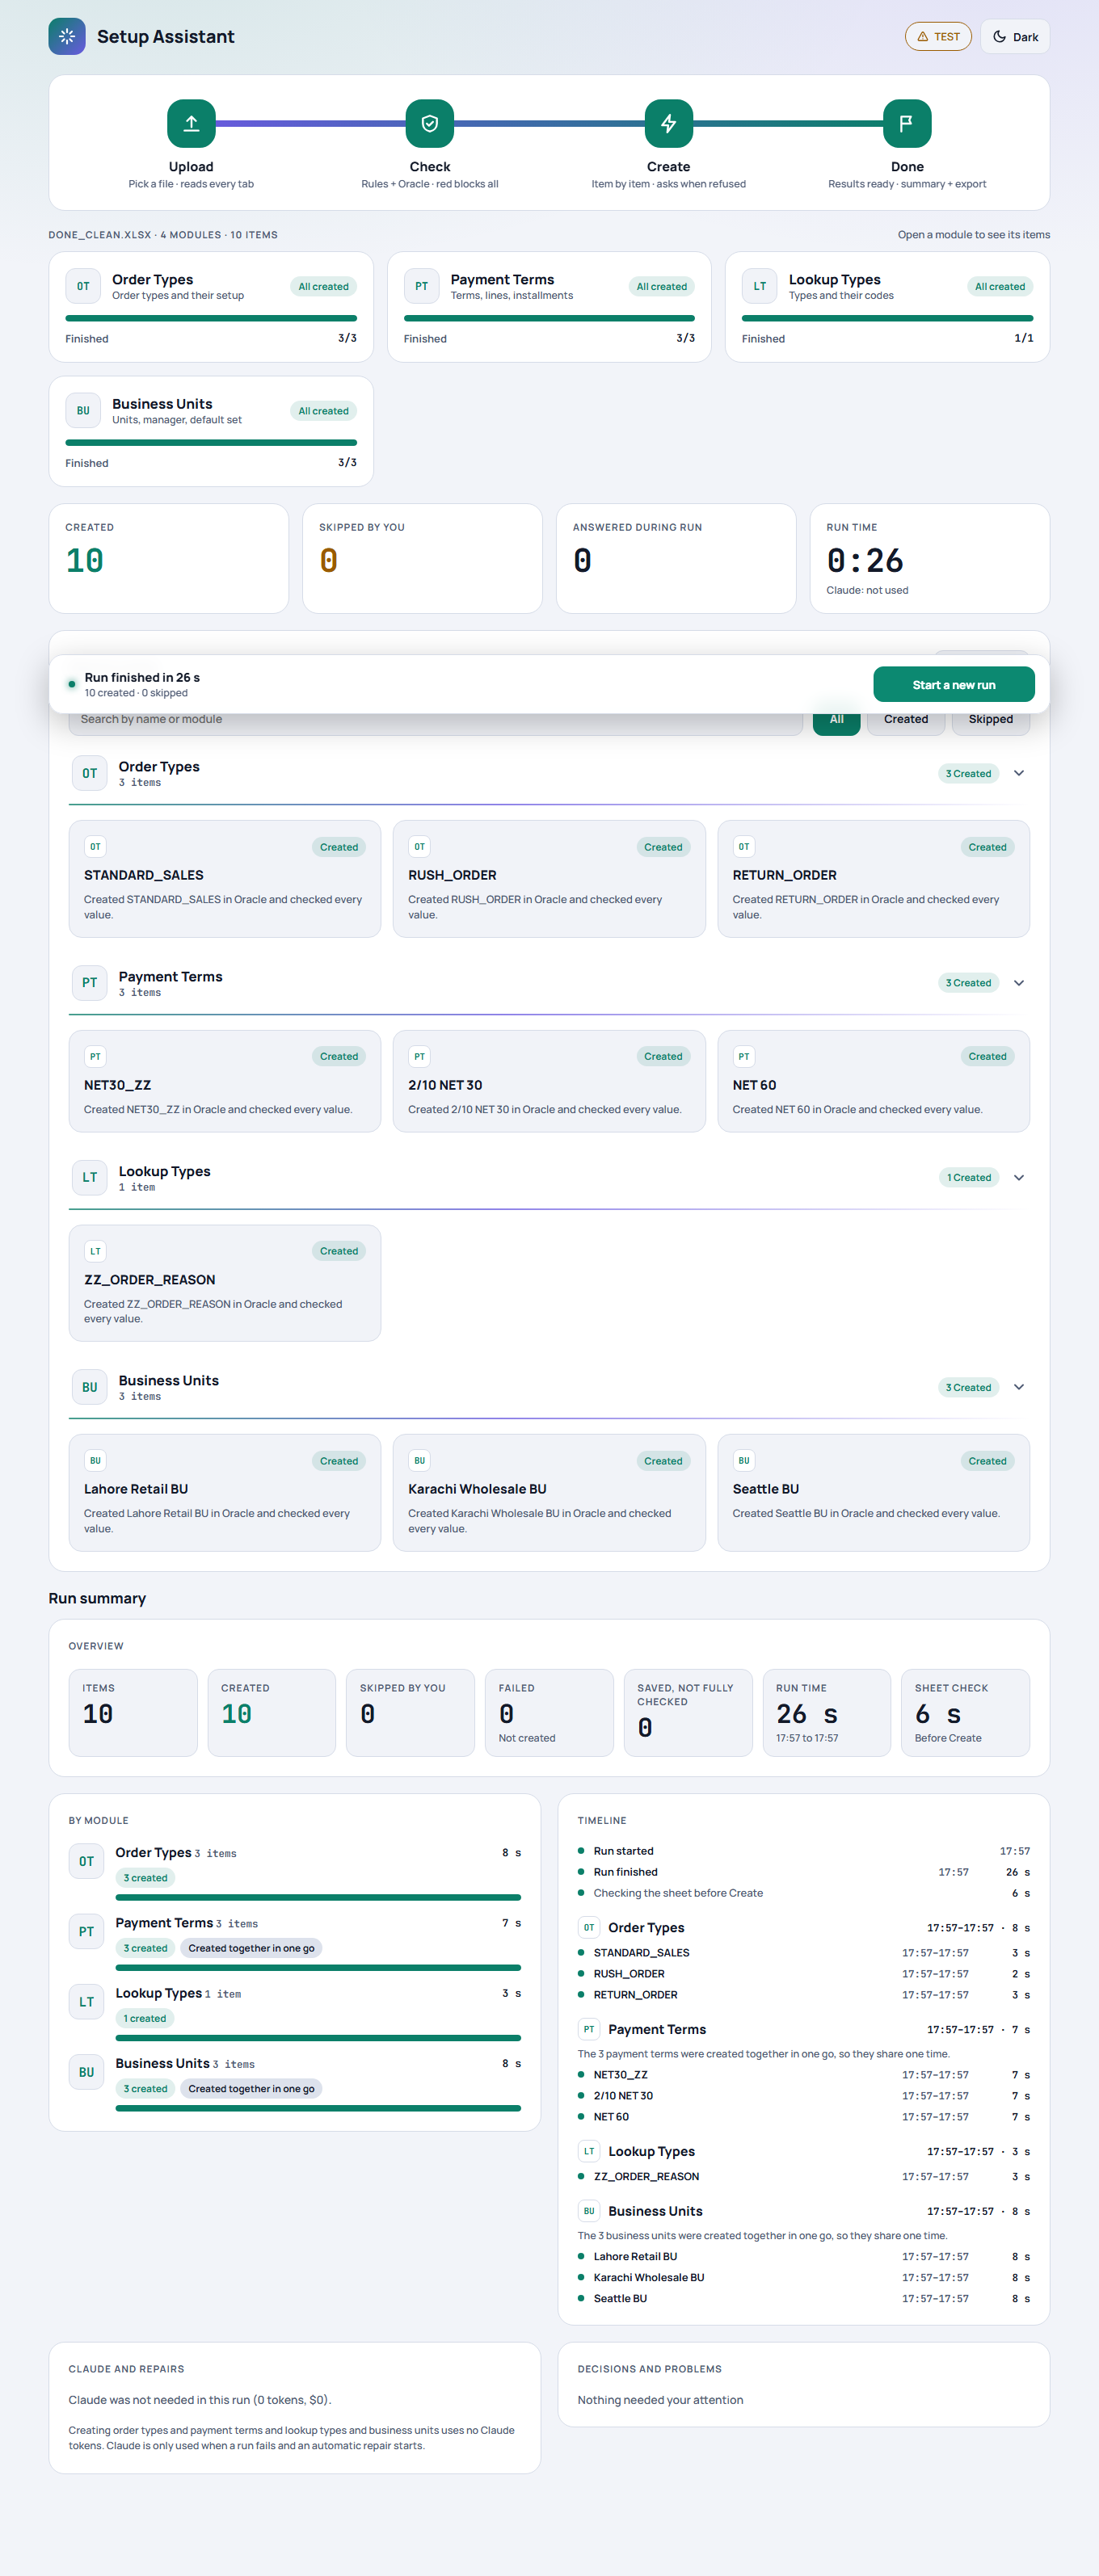 Setup Assistant
TEST
Dark
Upload
Pick a file · reads every tab
Check
Rules + Oracle · red blocks all
Create
Item by item · asks when refused
Done
Results ready · summary + export
DONE_CLEAN.XLSX · 4 MODULES · 10 ITEMS
Open a module to see its items
OT
Order Types
Order types and their setup
All created
Finished
3/3
PT
Payment Terms
Terms, lines, installments
All created
Finished
3/3
LT
Lookup Types
Types and their codes
All created
Finished
1/1
BU
Business Units
Units, manager, default set
All created
Finished
3/3
CREATED
10
SKIPPED BY YOU
0
ANSWERED DURING RUN
0
RUN TIME
0:26
Claude: not used
Run finished in 26 s
10 created · 0 skipped
Start a new run
Search by name or module
All
Created
Skipped
OT
Order Types
3 items
3 Created
OT
Created
STANDARD_SALES
Created STANDARD_SALES in Oracle and checked every
value.
OT
Created
RUSH_ORDER
Created RUSH_ORDER in Oracle and checked every
value.
OT
Created
RETURN_ORDER
Created RETURN_ORDER in Oracle and checked every
value.
PT
Payment Terms
3 items
3 Created
PT
Created
NET30_ZZ
Created NET30_ZZ in Oracle and checked every value.
PT
Created
2/10 NET 30
Created 2/10 NET 30 in Oracle and checked every value.
PT
Created
NET 60
Created NET 60 in Oracle and checked every value.
LT
Lookup Types
1 item
1 Created
LT
Created
ZZ_ORDER_REASON
Created ZZ_ORDER_REASON in Oracle and checked
every value.
BU
Business Units
3 items
3 Created
BU
Created
Lahore Retail BU
Created Lahore Retail BU in Oracle and checked every
value.
BU
Created
Karachi Wholesale BU
Created Karachi Wholesale BU in Oracle and checked
every value.
BU
Created
Seattle BU
Created Seattle BU in Oracle and checked every value.
Run summary
OVERVIEW
ITEMS
10
CREATED
10
SKIPPED BY YOU
0
FAILED
0
Not created
SAVED, NOT FULLY
CHECKED
0
RUN TIME
26 s
17:57 to 17:57
SHEET CHECK
6 s
Before Create
BY MODULE
OT
Order Types 3 items
8 s
3 created
PT
Payment Terms 3 items
7 s
3 created
Created together in one go
LT
Lookup Types 1 item
3 s
1 created
BU
Business Units 3 items
8 s
3 created
Created together in one go
TIMELINE
Run started 17:57
Run finished 17:57 26 s
Checking the sheet before Create 6 s
OT Order Types 17:57–17:57 · 8 s
STANDARD_SALES 17:57–17:57 3 s
RUSH_ORDER 17:57–17:57 2 s
RETURN_ORDER 17:57–17:57 3 s
PT Payment Terms 17:57–17:57 · 7 s
The 3 payment terms were created together in one go, so they share one time.
NET30_ZZ 17:57–17:57 7 s
2/10 NET 30 17:57–17:57 7 s
NET 60 17:57–17:57 7 s
LT Lookup Types 17:57–17:57 · 3 s
ZZ_ORDER_REASON 17:57–17:57 3 s
BU Business Units 17:57–17:57 · 8 s
The 3 business units were created together in one go, so they share one time.
Lahore Retail BU 17:57–17:57 8 s
Karachi Wholesale BU 17:57–17:57 8 s
Seattle BU 17:57–17:57 8 s
CLAUDE AND REPAIRS
Claude was not needed in this run (0 tokens, $0).
Creating order types and payment terms and lookup types and business units uses no Claude
tokens. Claude is only used when a run fails and an automatic repair starts.
DECISIONS AND PROBLEMS
Nothing needed your attention